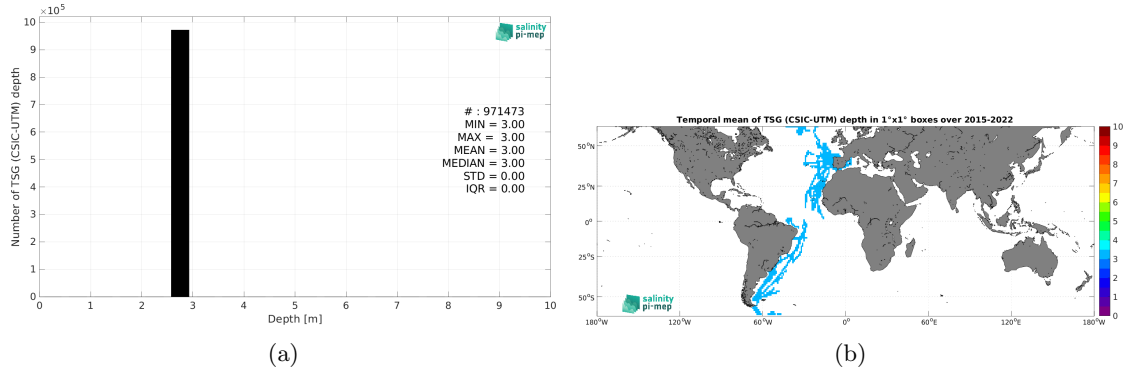 ×10⁵
10
9
8
7
6
5
4
3
2
1
0
Number of TSG (CSIC-UTM) depth
salinity
pi-mep
# : 971473
MIN = 3.00
MAX = 3.00
MEAN = 3.00
MEDIAN = 3.00
STD = 0.00
IQR = 0.00
0 1 2 3 4 5 6 7 8 9 10
Depth [m]
(a)
Temporal mean of TSG (CSIC-UTM) depth in 1°x1° boxes over 2015-2022
50°N
25°N
0°
25°S
50°S
salinity
pi-mep
180°W 120°W 60°W 0° 60°E 120°E 180°W
10
9
8
7
6
5
4
3
2
1
0
(b)